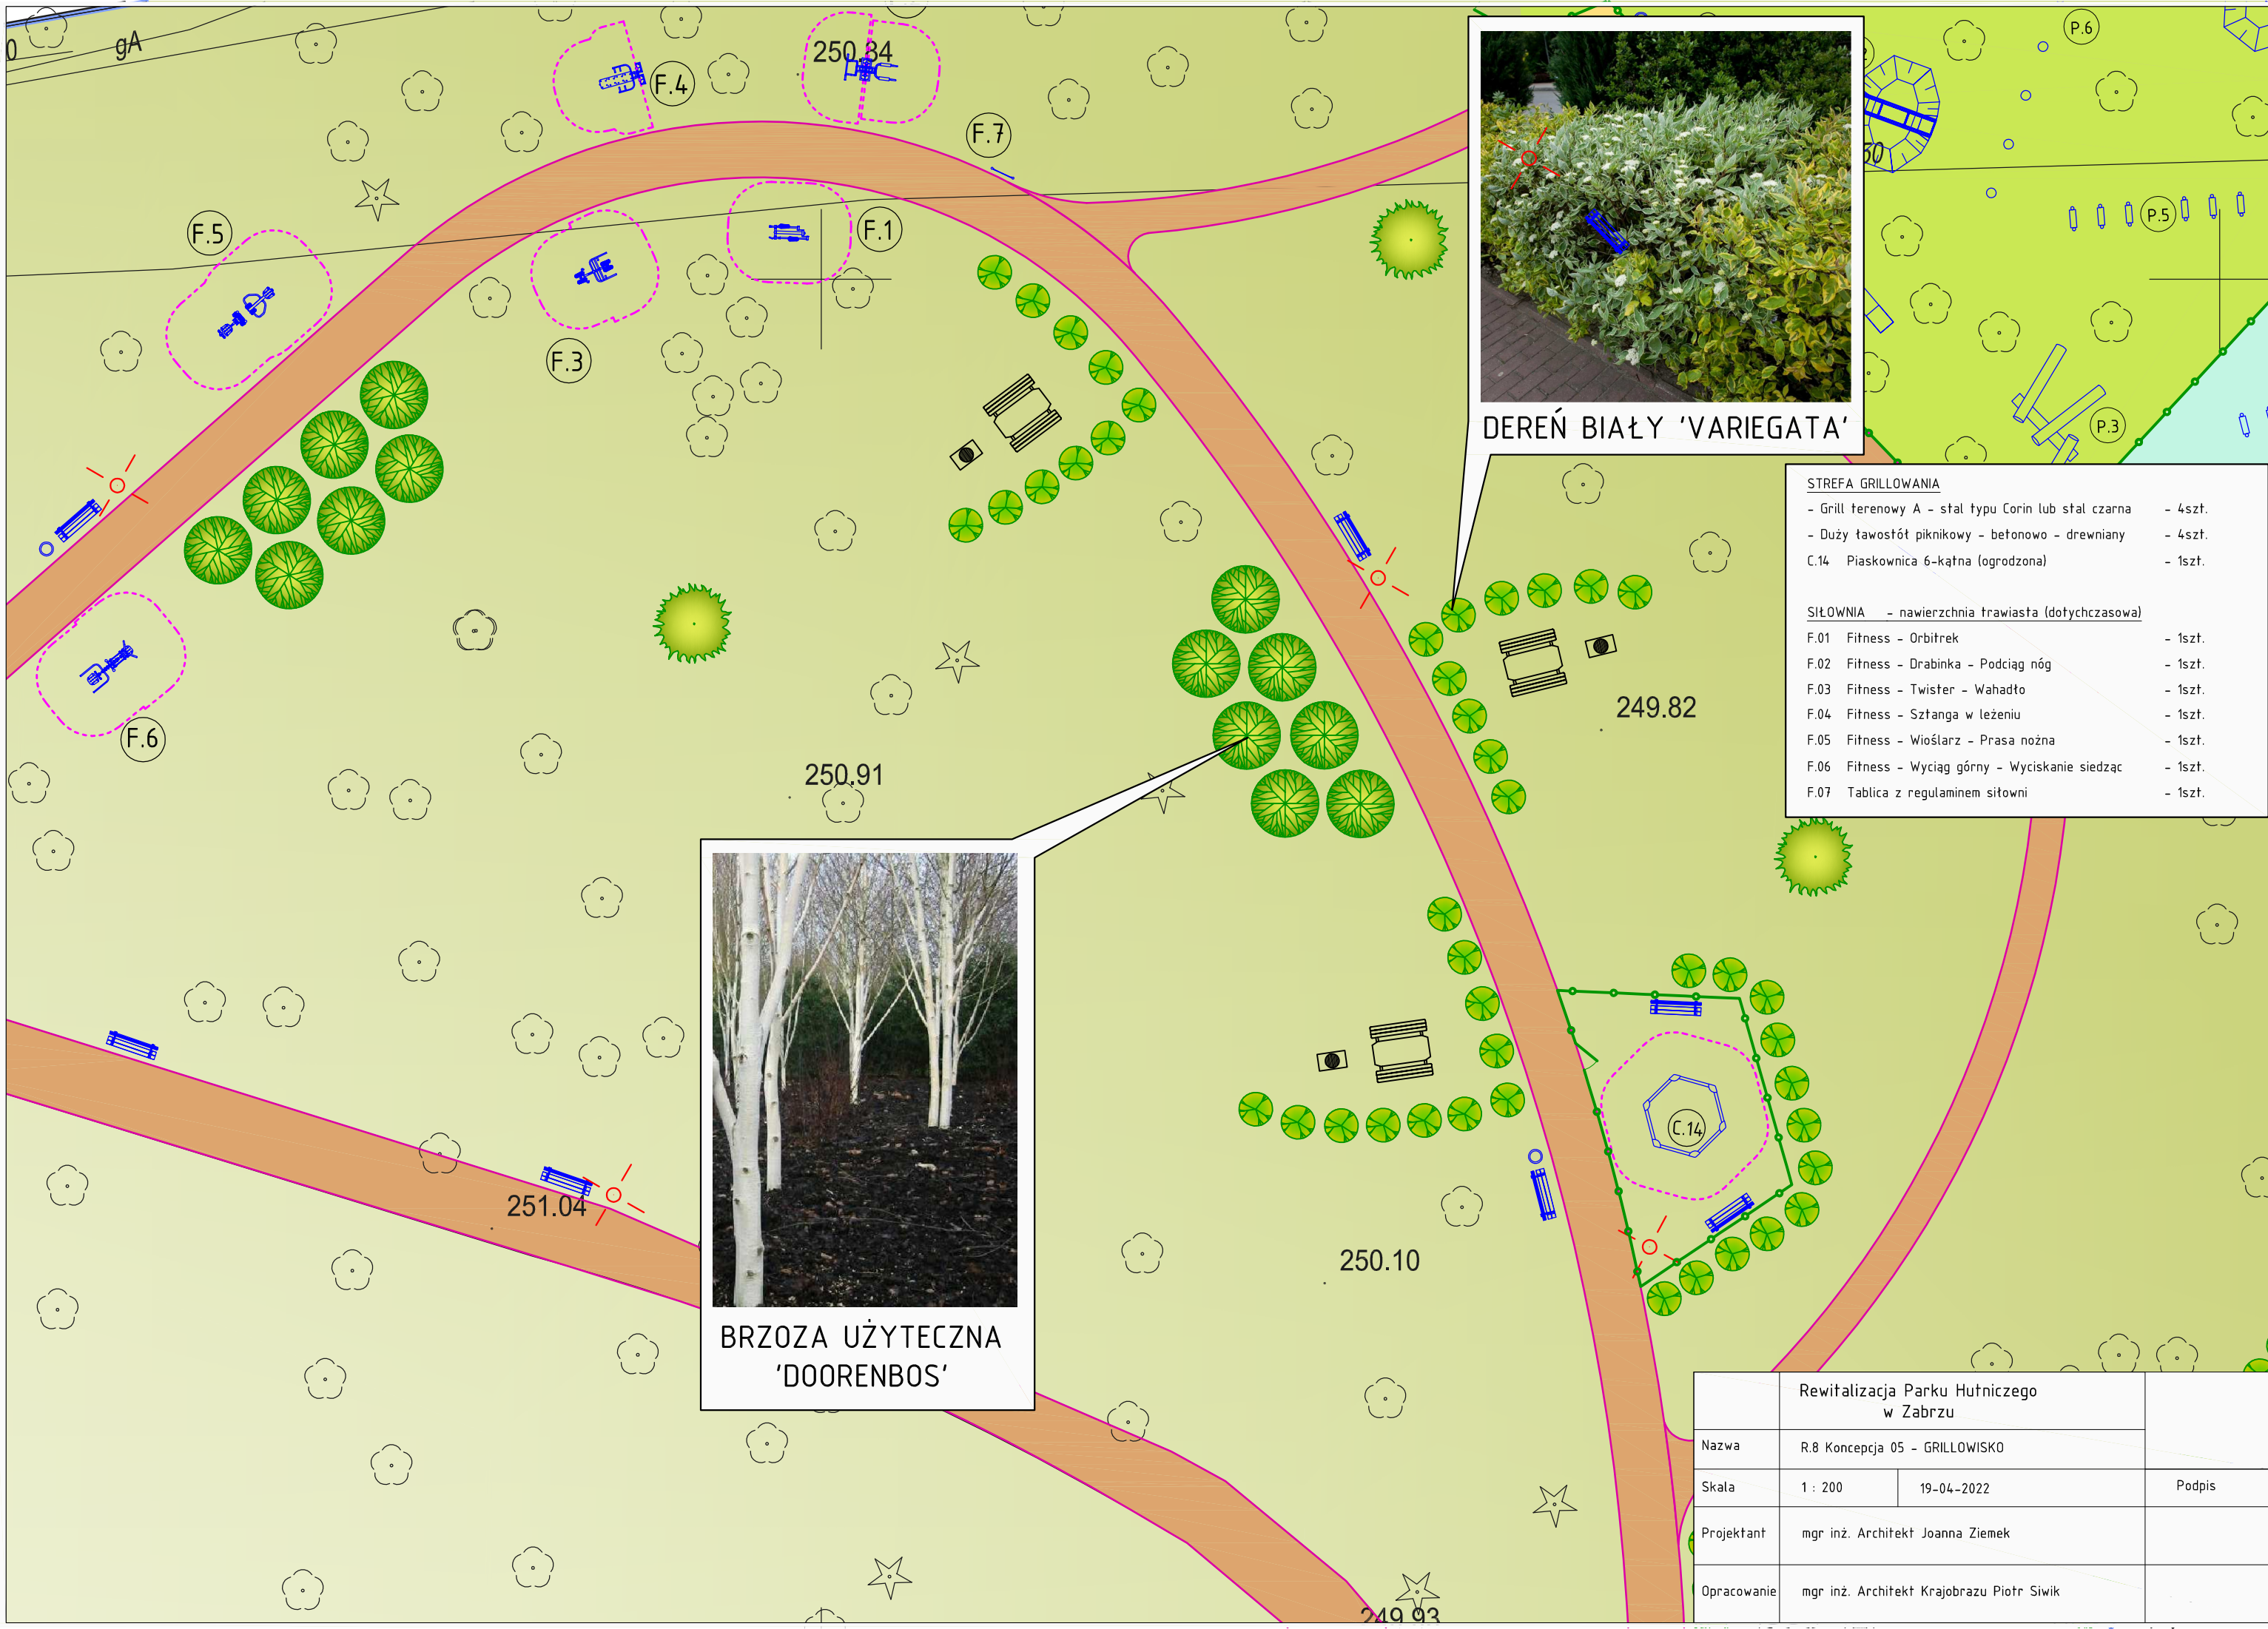 0
gA
250.84
F.4
F.7
F.5
F.3
F.1
F.6
P.6
P.5
P.3
DEREŃ BIAŁY 'VARIEGATA'
STREFA GRILLOWANIA
- Grill terenowy A - stal typu Corin lub stal czarna - 4szt.
- Duży ławostół piknikowy - betonowo - drewniany - 4szt.
C.14 Piaskownica 6-kątna (ogrodzona) - 1szt.
SIŁOWNIA - nawierzchnia trawiasta (dotychczasowa)
F.01 Fitness - Orbitrek - 1szt.
F.02 Fitness - Drabinka - Podciąg nóg - 1szt.
F.03 Fitness - Twister - Wahadło - 1szt.
F.04 Fitness - Sztanga w leżeniu - 1szt.
F.05 Fitness - Wioślarz - Prasa nożna - 1szt.
F.06 Fitness - Wyciąg górny - Wyciskanie siedząc - 1szt.
F.07 Tablica z regulaminem siłowni - 1szt.
249.82
250.91
C.14
251.04
250.10
BRZOZA UŻYTECZNA
'DOORENBOS'
249.93
Rewitalizacja Parku Hutniczego
w Zabrzu
Nazwa R.8 Koncepcja 05 - GRILLOWISKO
Skala 1 : 200 19-04-2022 Podpis
Projektant mgr inż. Architekt Joanna Ziemek
Opracowanie mgr inż. Architekt Krajobrazu Piotr Siwik